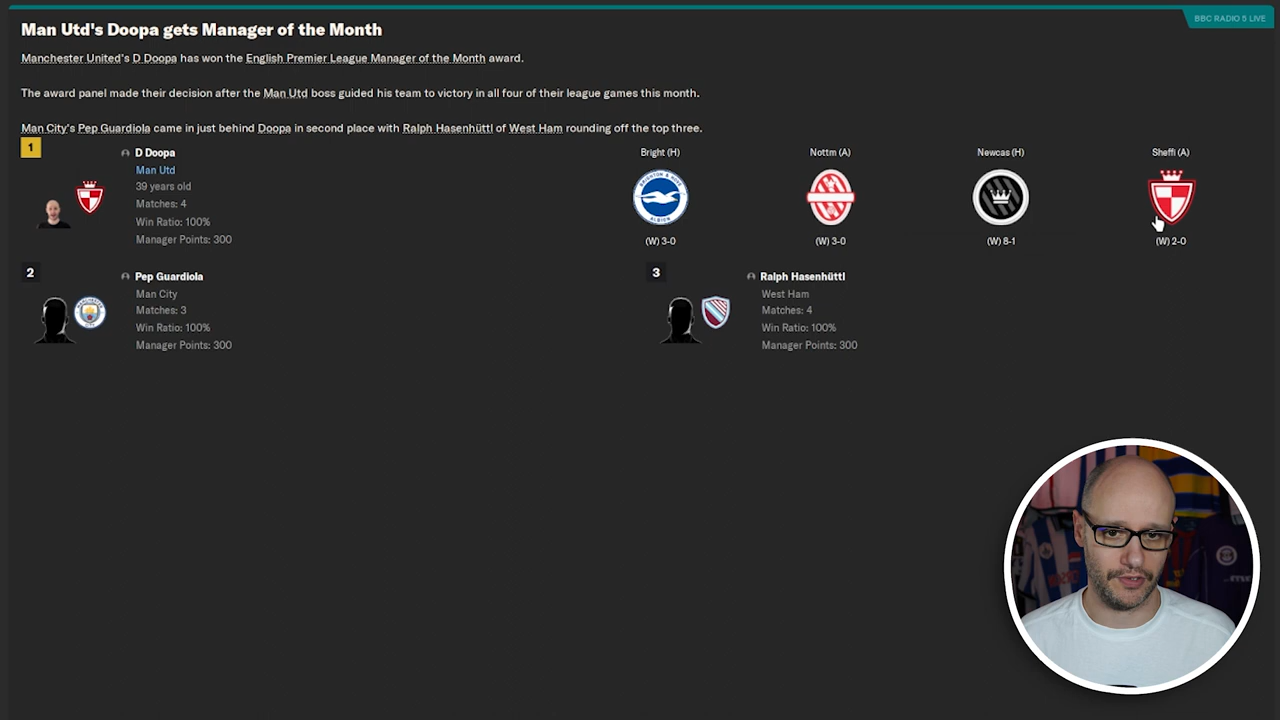 BBC RADIO 5 LIVE
Man Utd's Doopa gets Manager of the Month
Manchester United's D Doopa has won the English Premier League Manager of the Month award.
The award panel made their decision after the Man Utd boss guided his team to victory in all four of their league games this month.
Man City's Pep Guardiola came in just behind Doopa in second place with Ralph Hasenhüttl of West Ham rounding off the top three.
1
D Doopa
Man Utd
39 years old
Matches: 4
Win Ratio: 100%
Manager Points: 300
Bright (H)
BRIGHTON & HOVE
ALBION
(W) 3-0
Nottm (A)
(W) 3-0
Newcas (H)
(W) 8-1
Sheffi (A)
(W) 2-0
2
Pep Guardiola
Man City
Matches: 3
Win Ratio: 100%
Manager Points: 300
3
Ralph Hasenhüttl
West Ham
Matches: 4
Win Ratio: 100%
Manager Points: 300